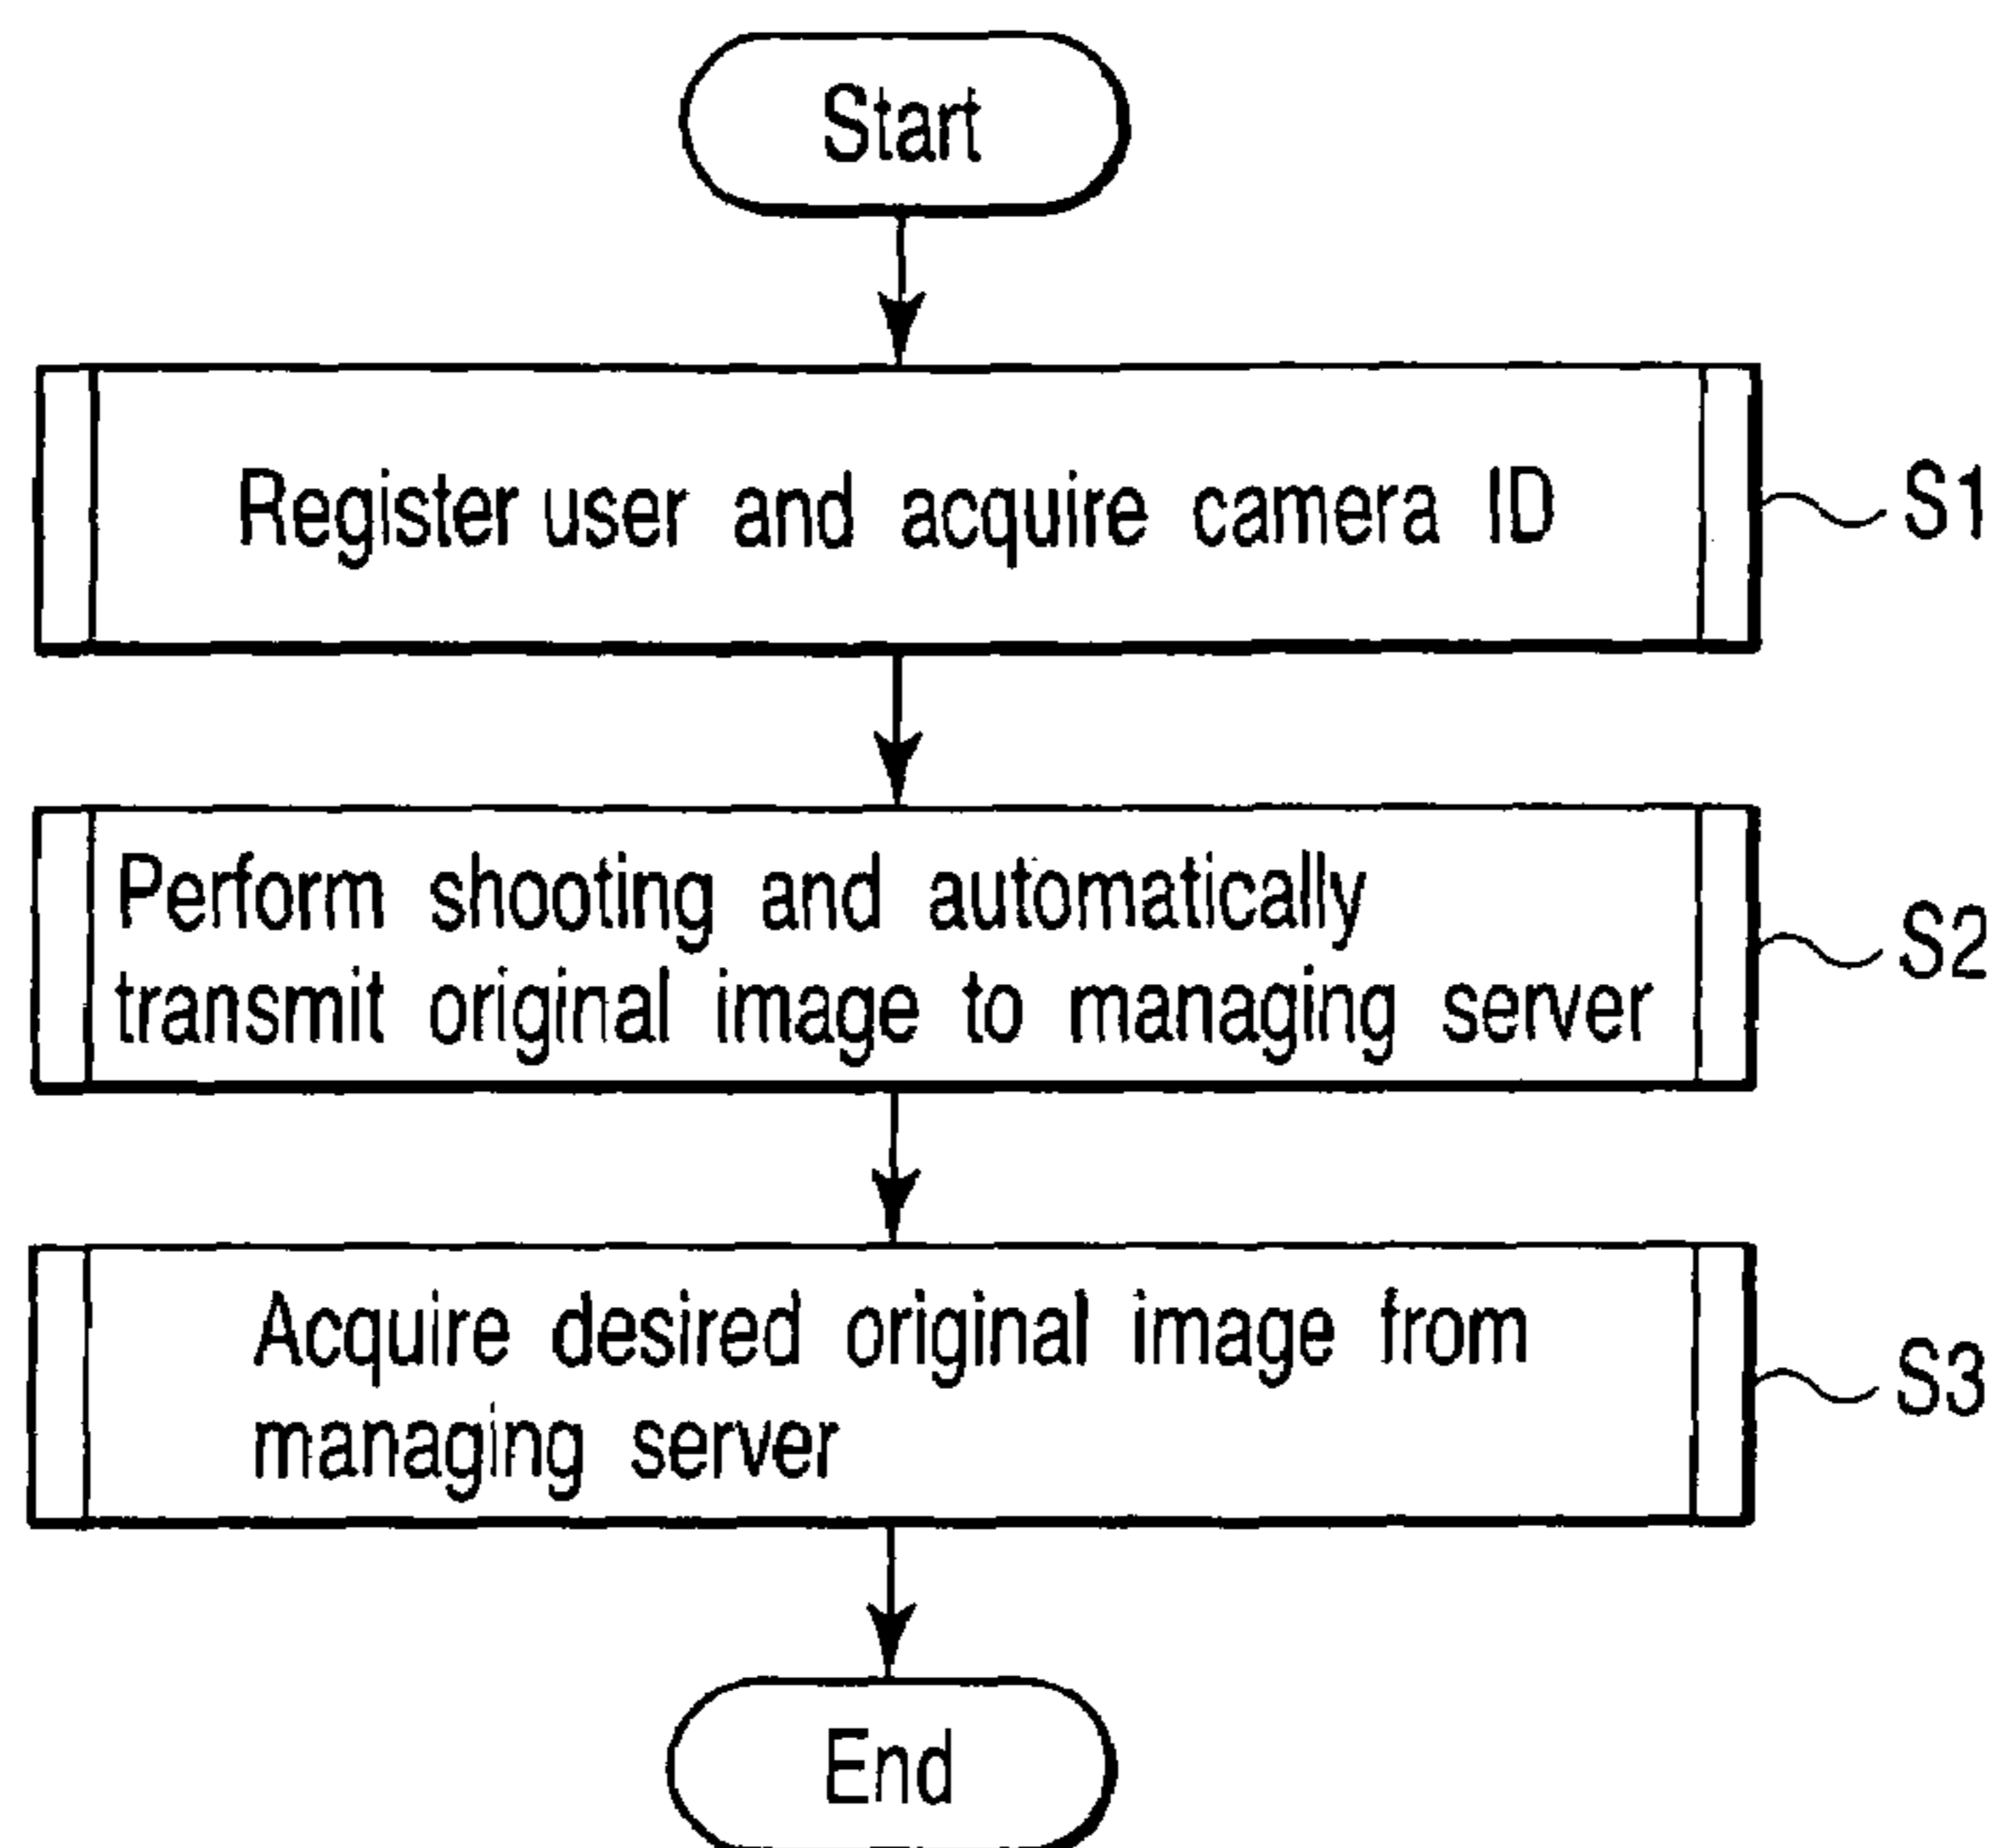 Start
Register user and acquire camera ID
S1
Perform shooting and automatically
transmit original image to managing server
S2
Acquire desired original image from
managing server
S3
End